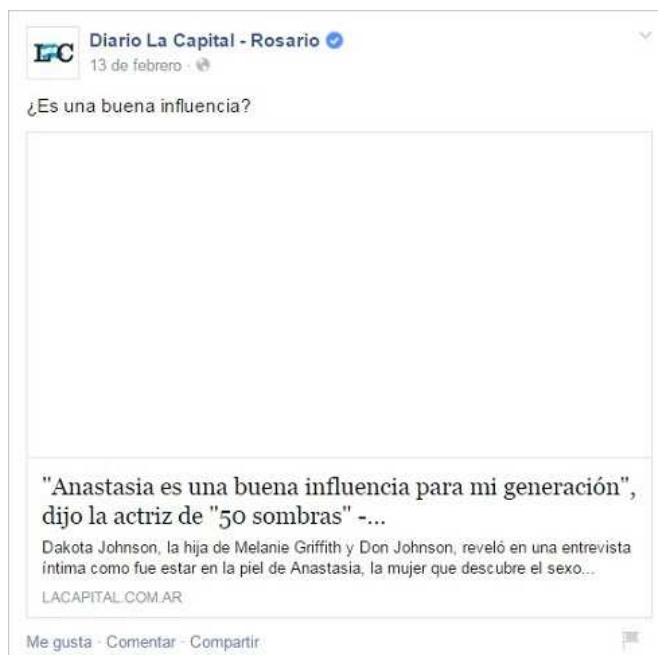 LC
Diario La Capital - Rosario
13 de febrero ·
¿Es una buena influencia?
"Anastasia es una buena influencia para mi generación",
dijo la actriz de "50 sombras" -...
Dakota Johnson, la hija de Melanie Griffith y Don Johnson, reveló en una entrevista
íntima como fue estar en la piel de Anastasia, la mujer que descubre el sexo...
LACAPITAL.COM.AR
Me gusta · Comentar · Compartir